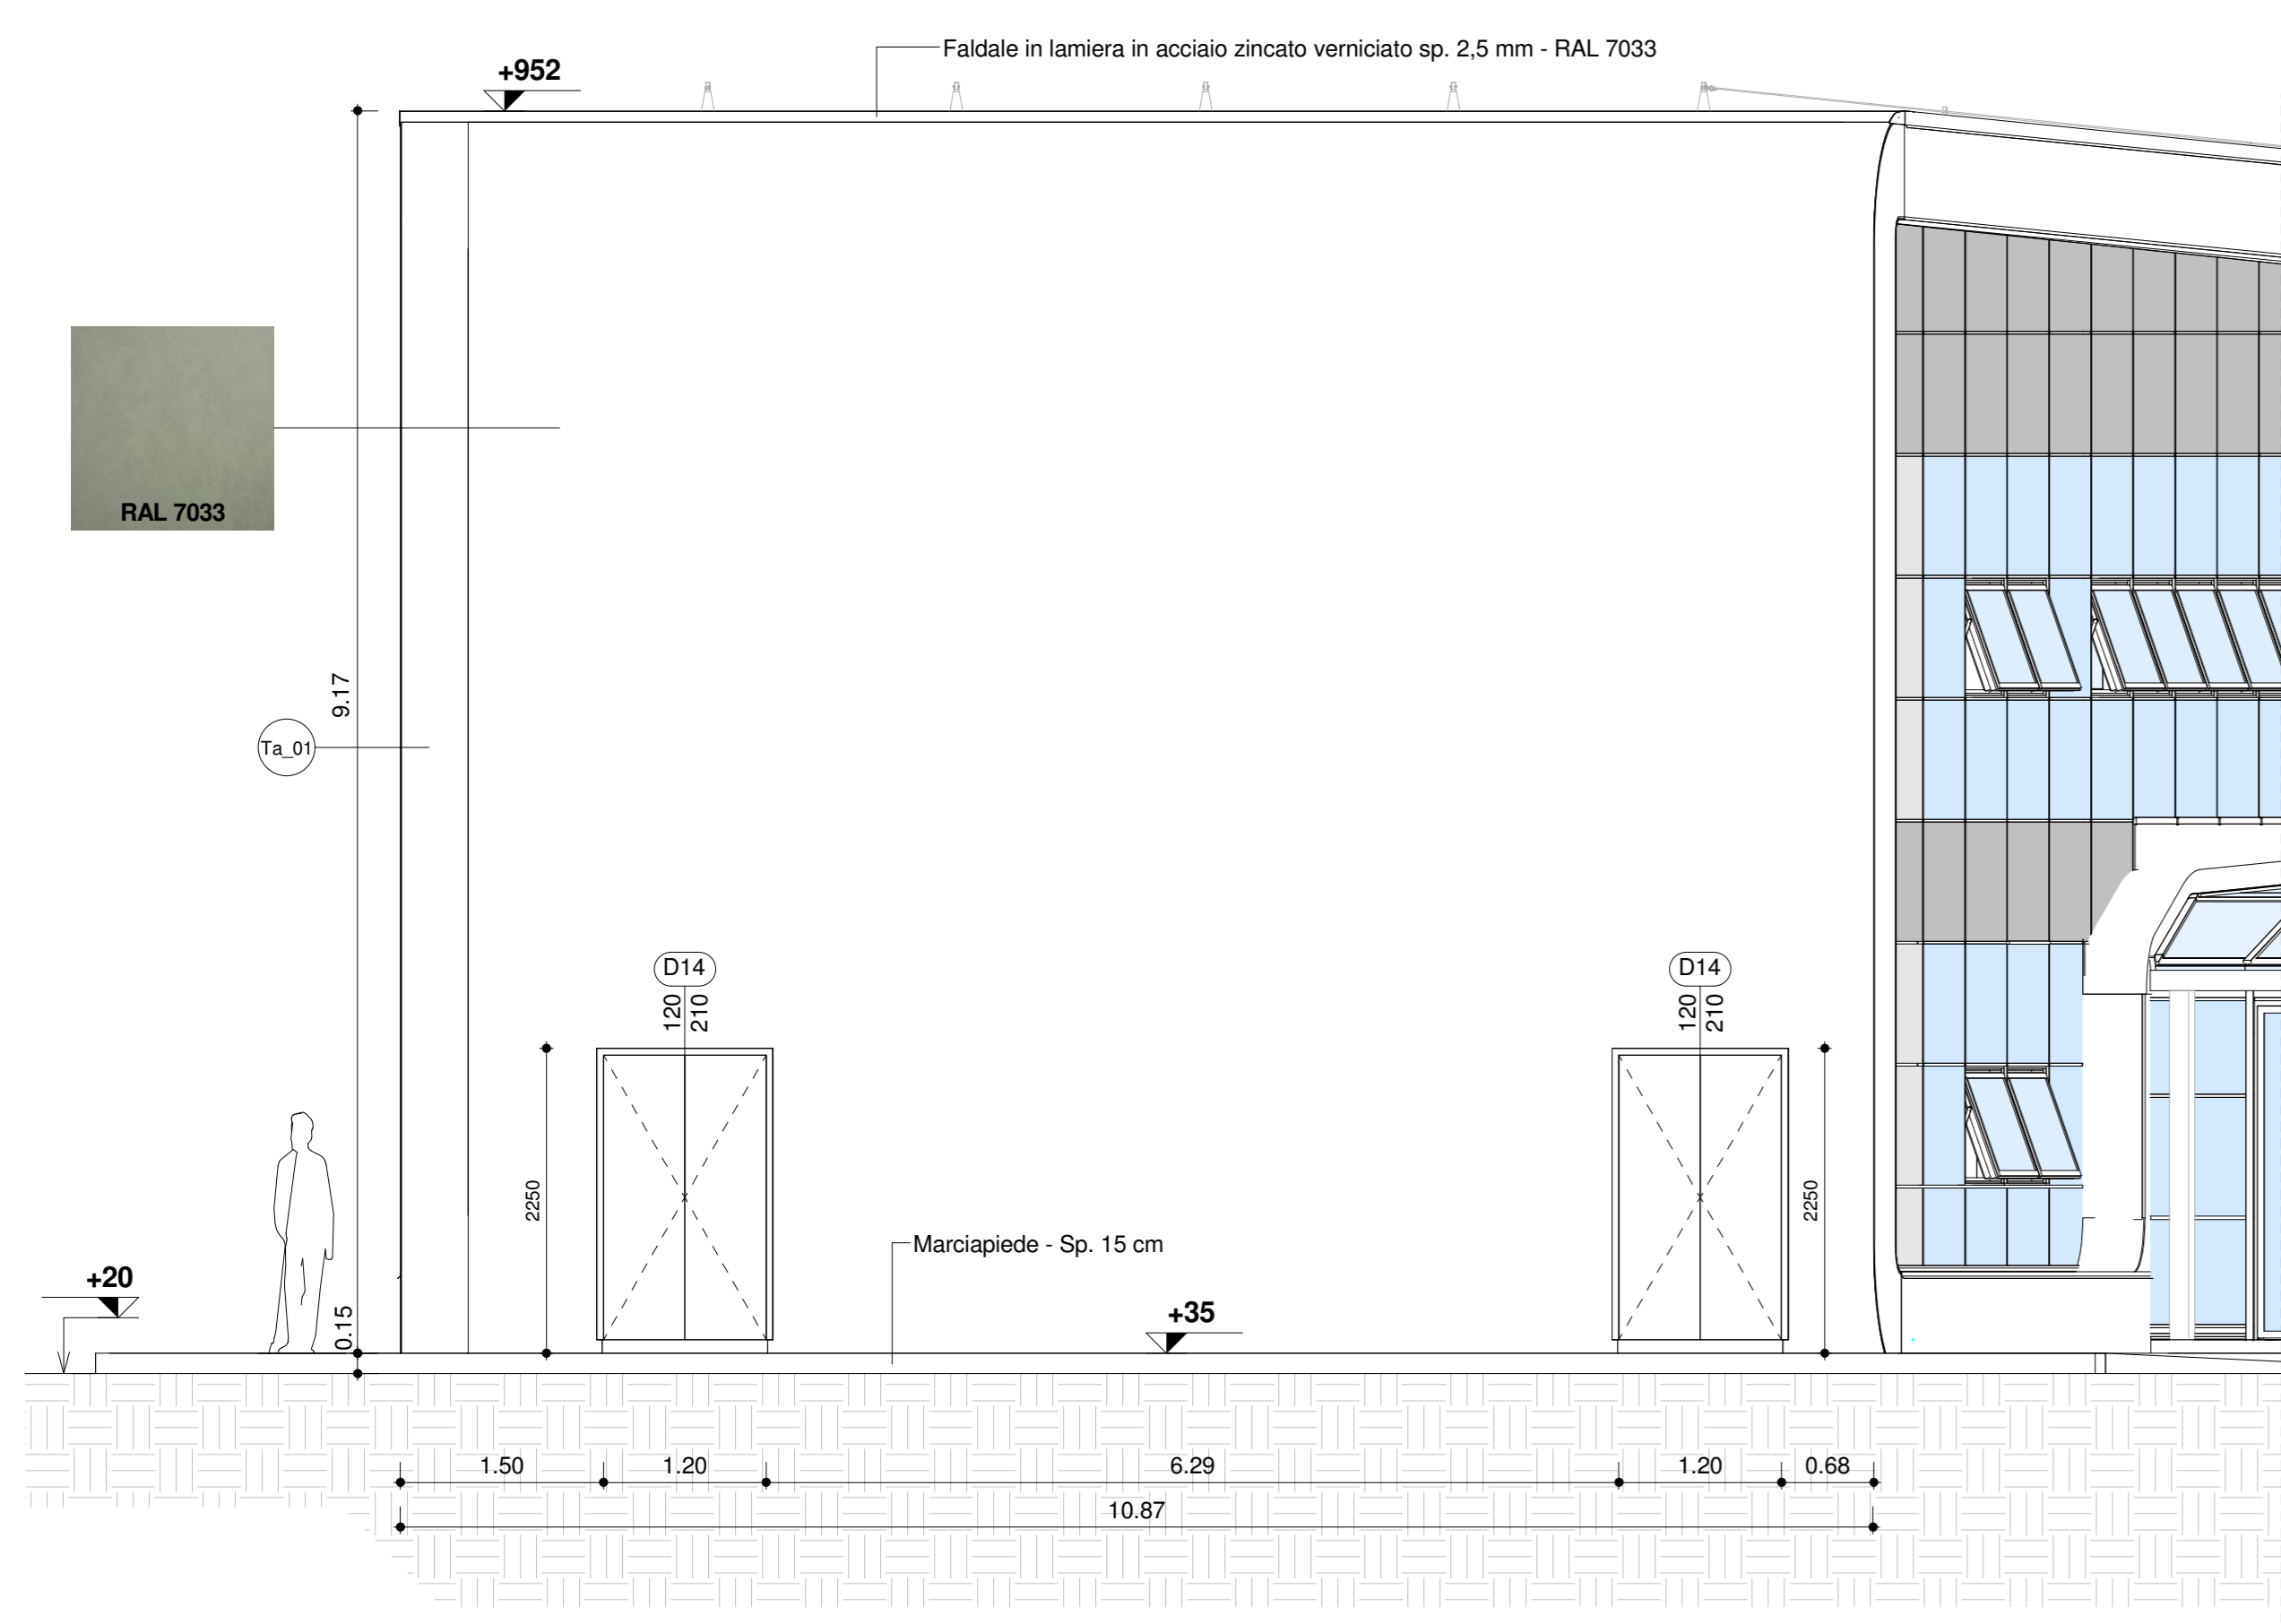 Faldale in lamiera in acciaio zincato verniciato sp. 2,5 mm - RAL 7033
+952
RAL 7033
9.17
Ta_01
D14
120
210
D14
120
210
2250
2250
Marciapiede - Sp. 15 cm
+20
0.15
+35
1.50
1.20
6.29
1.20
0.68
10.87